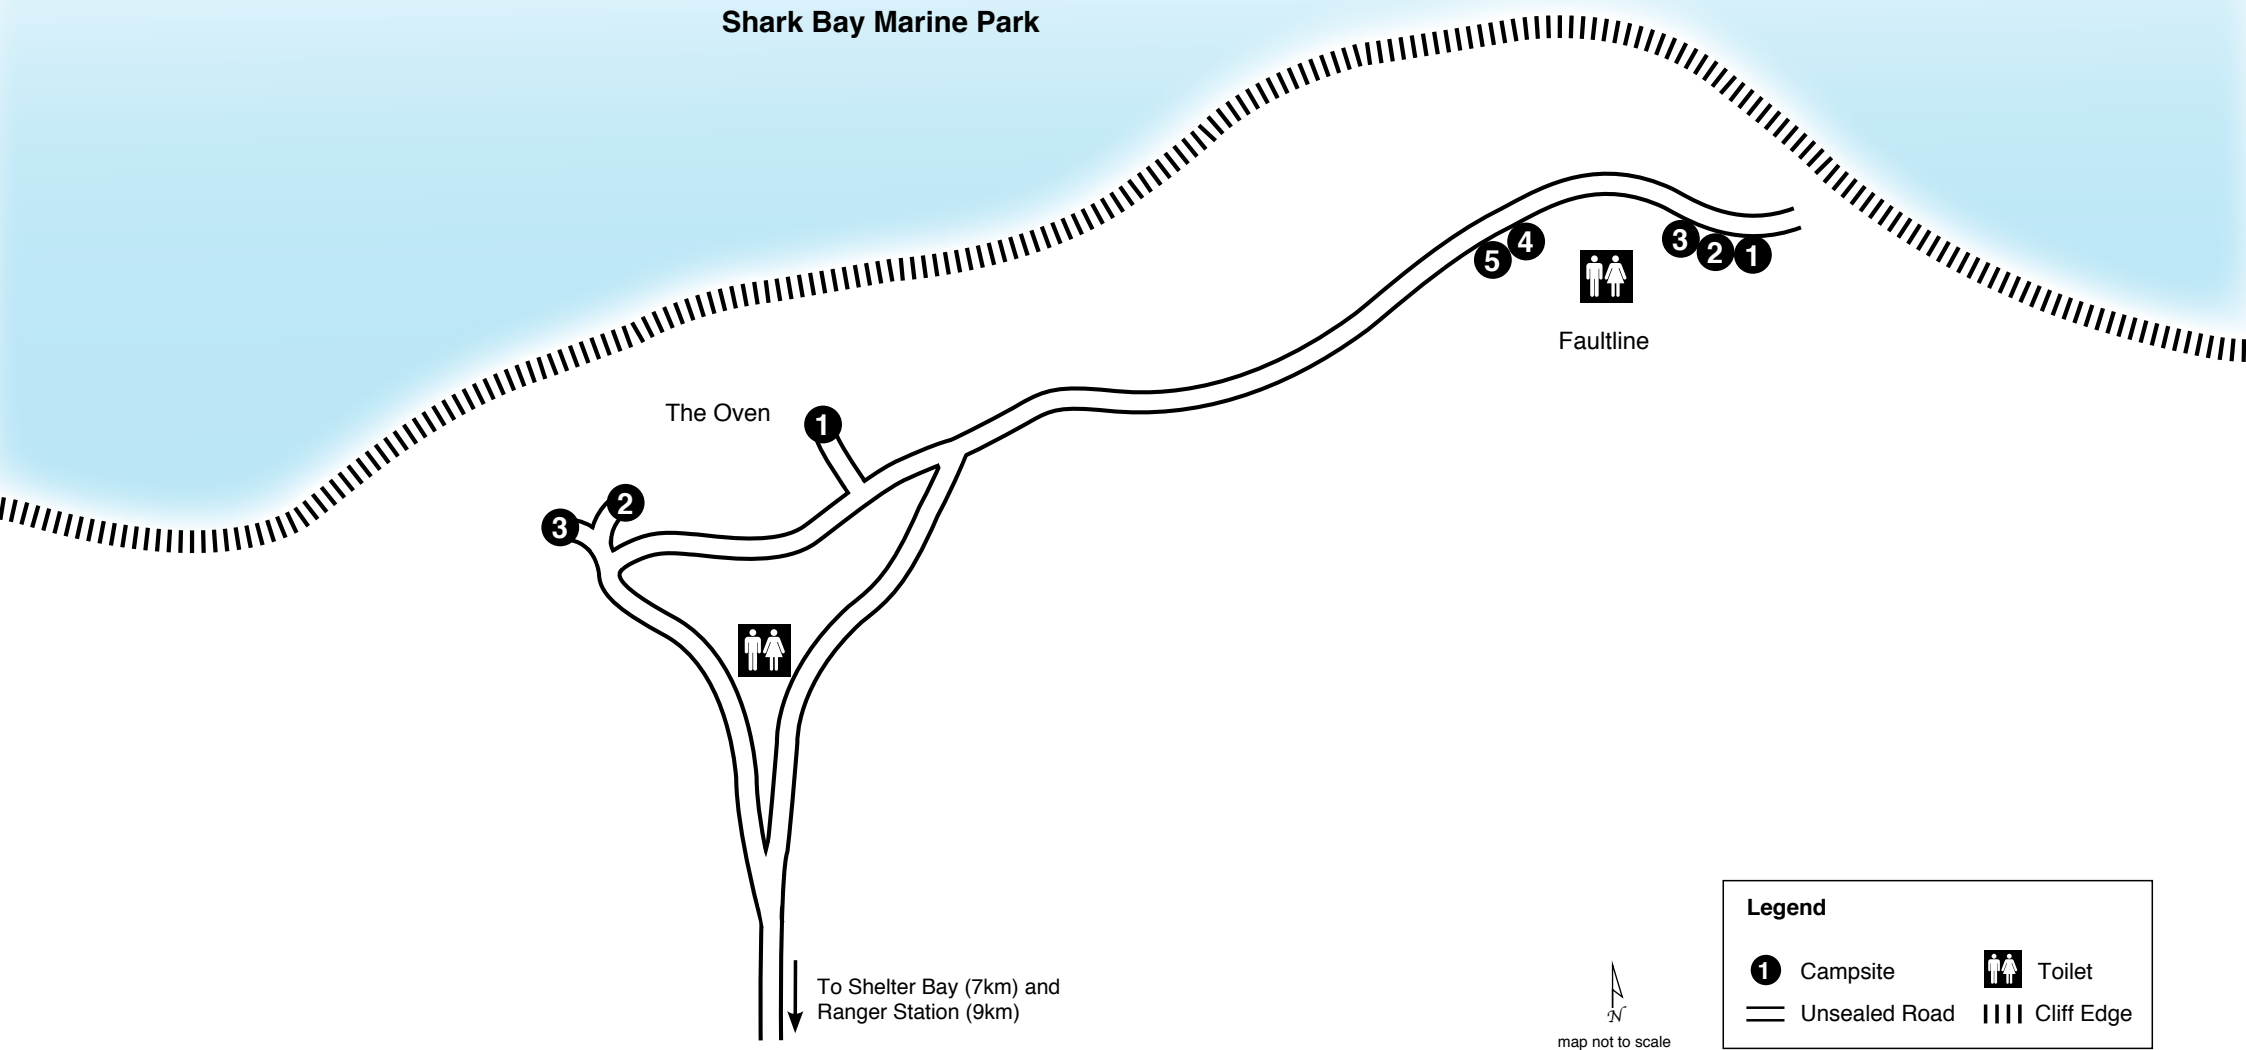 Shark Bay Marine Park
4
3
5
2
1
Faultline
The Oven
1
2
3
Legend
1 Campsite
Toilet
Unsealed Road
Cliff Edge
To Shelter Bay (7km) and
Ranger Station (9km)
N
map not to scale